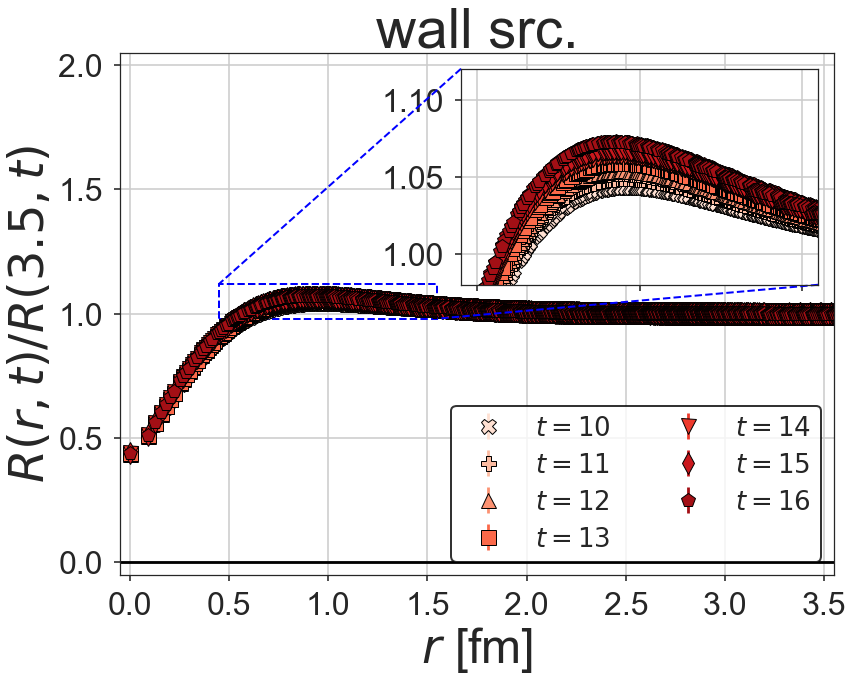 wall src.
R(r, t)/R(3.5, t)
2.0
1.5
1.0
0.5
0.0
1.10
1.05
1.00
t = 10
t = 11
t = 12
t = 13
t = 14
t = 15
t = 16
0.0 0.5 1.0 1.5 2.0 2.5 3.0 3.5
r [fm]